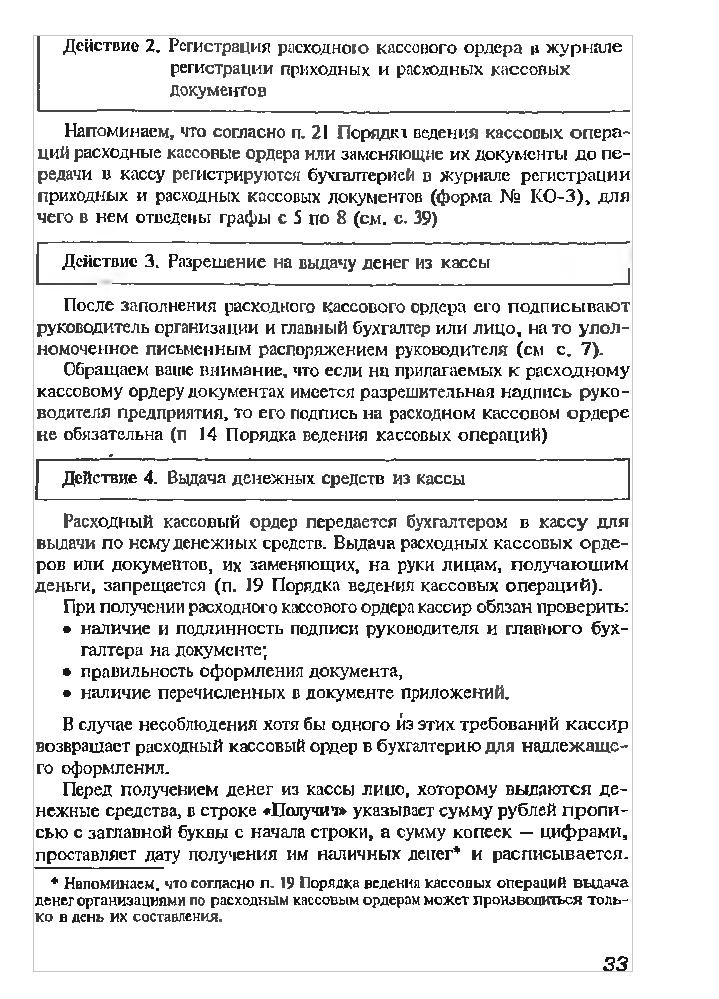 Действие 2. Регистрация расходного кассового ордера в журнале
регистрации приходных и расходных кассовых
документов
Напоминаем, что согласно п. 21 Порядка ведения кассовых опера-
ций расходные кассовые ордера или заменяющие их документы до пе-
редачи в кассу регистрируются бухгалтерией в журнале регистрации
приходных и расходных кассовых документов (форма № КО-3), для
чего в нем отведены графы с 5 по 8 (см. с. 39)
Действие 3. Разрешение на выдачу денег из кассы
После заполнения расходного кассового ордера его подписывают
руководитель организации и главный бухгалтер или лицо, на то упол-
номоченное письменным распоряжением руководителя (см с. 7).
Обращаем ваше внимание, что если на прилагаемых к расходному
кассовому ордеру документах имеется разрешительная надпись руко-
водителя предприятия, то его подпись на расходном кассовом ордере
не обязательна (п 14 Порядка ведения кассовых операций)
Действие 4. Выдача денежных средств из кассы
Расходный кассовый ордер передается бухгалтером в кассу для
выдачи по нему денежных средств. Выдача расходных кассовых орде-
ров или документов, их заменяющих, на руки лицам, получающим
деньги, запрещается (п. 19 Порядка ведения кассовых операций).
При получении расходного кассового ордера кассир обязан проверить:
• наличие и подлинность подписи руководителя и главного бух-
галтера на документе;
• правильность оформления документа,
• наличие перечисленных в документе приложений.
В случае несоблюдения хотя бы одного из этих требований кассир
возвращает расходный кассовый ордер в бухгалтерию для надлежаще-
го оформления.
Перед получением денег из кассы лицо, которому выдаются де-
нежные средства, в строке «Получил» указывает сумму рублей пропи-
сью с заглавной буквы с начала строки, а сумму копеек — цифрами,
проставляет дату получения им наличных денег* и расписывается.
* Напоминаем, что согласно п. 19 Порядка ведения кассовых операций выдача
денег организациями по расходным кассовым ордерам может производиться толь-
ко в день их составления.
33